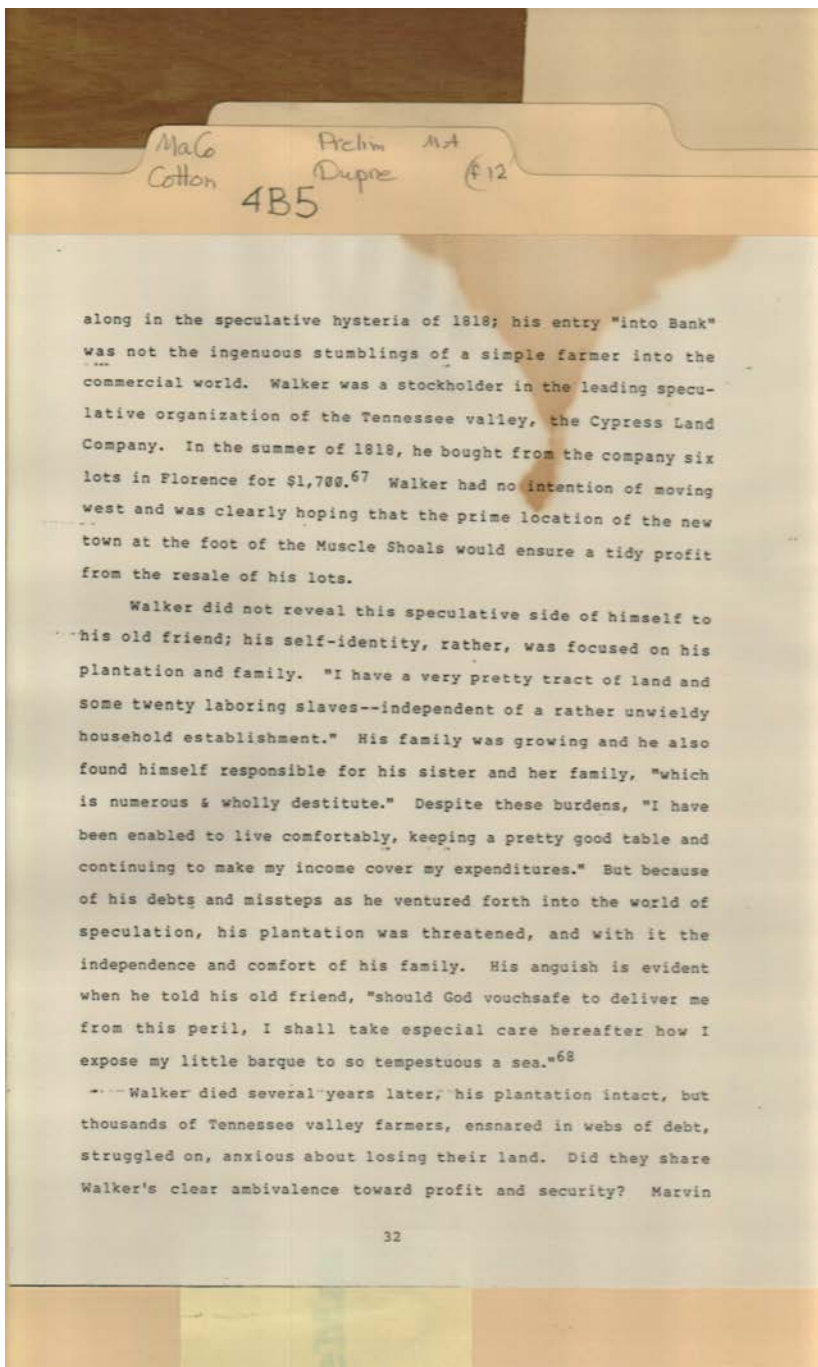 MaCo Prelim MA
Cotton Dupre F12
4B5
along in the speculative hysteria of 1818; his entry "into Bank"
was not the ingenuous stumblings of a simple farmer into the
commercial world. Walker was a stockholder in the leading specu-
lative organization of the Tennessee valley, the Cypress Land
Company. In the summer of 1818, he bought from the company six
lots in Florence for $1,700.67 Walker had no intention of moving
west and was clearly hoping that the prime location of the new
town at the foot of the Muscle Shoals would ensure a tidy profit
from the resale of his lots.
Walker did not reveal this speculative side of himself to
his old friend; his self-identity, rather, was focused on his
plantation and family. "I have a very pretty tract of land and
some twenty laboring slaves--independent of a rather unwieldy
household establishment." His family was growing and he also
found himself responsible for his sister and her family, "which
is numerous & wholly destitute." Despite these burdens, "I have
been enabled to live comfortably, keeping a pretty good table and
continuing to make my income cover my expenditures." But because
of his debts and missteps as he ventured forth into the world of
speculation, his plantation was threatened, and with it the
independence and comfort of his family. His anguish is evident
when he told his old friend, "should God vouchsafe to deliver me
from this peril, I shall take especial care hereafter how I
expose my little barque to so tempestuous a sea."68
Walker died several years later, his plantation intact, but
thousands of Tennessee valley farmers, ensnared in webs of debt,
struggled on, anxious about losing their land. Did they share
Walker's clear ambivalence toward profit and security? Marvin
32